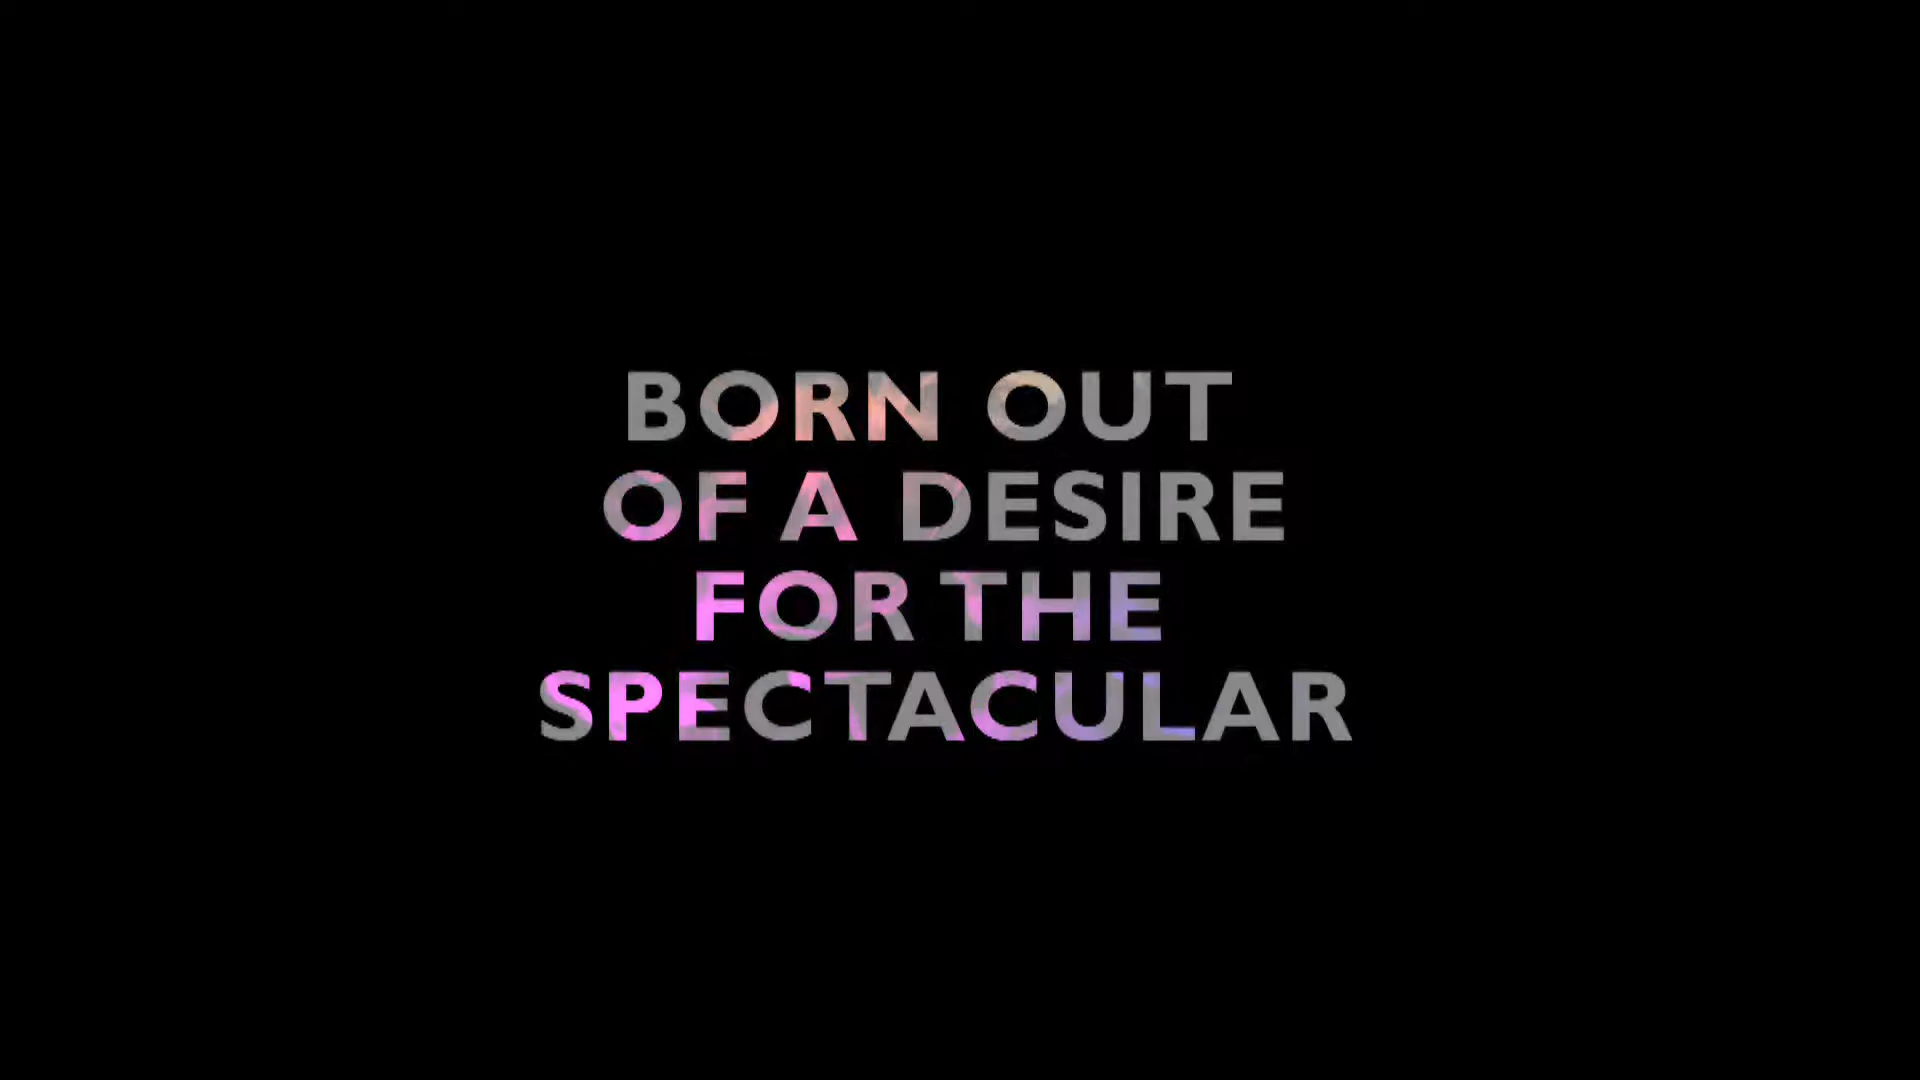 BORN OUT
OF A DESIRE
FOR THE
SPECTACULAR